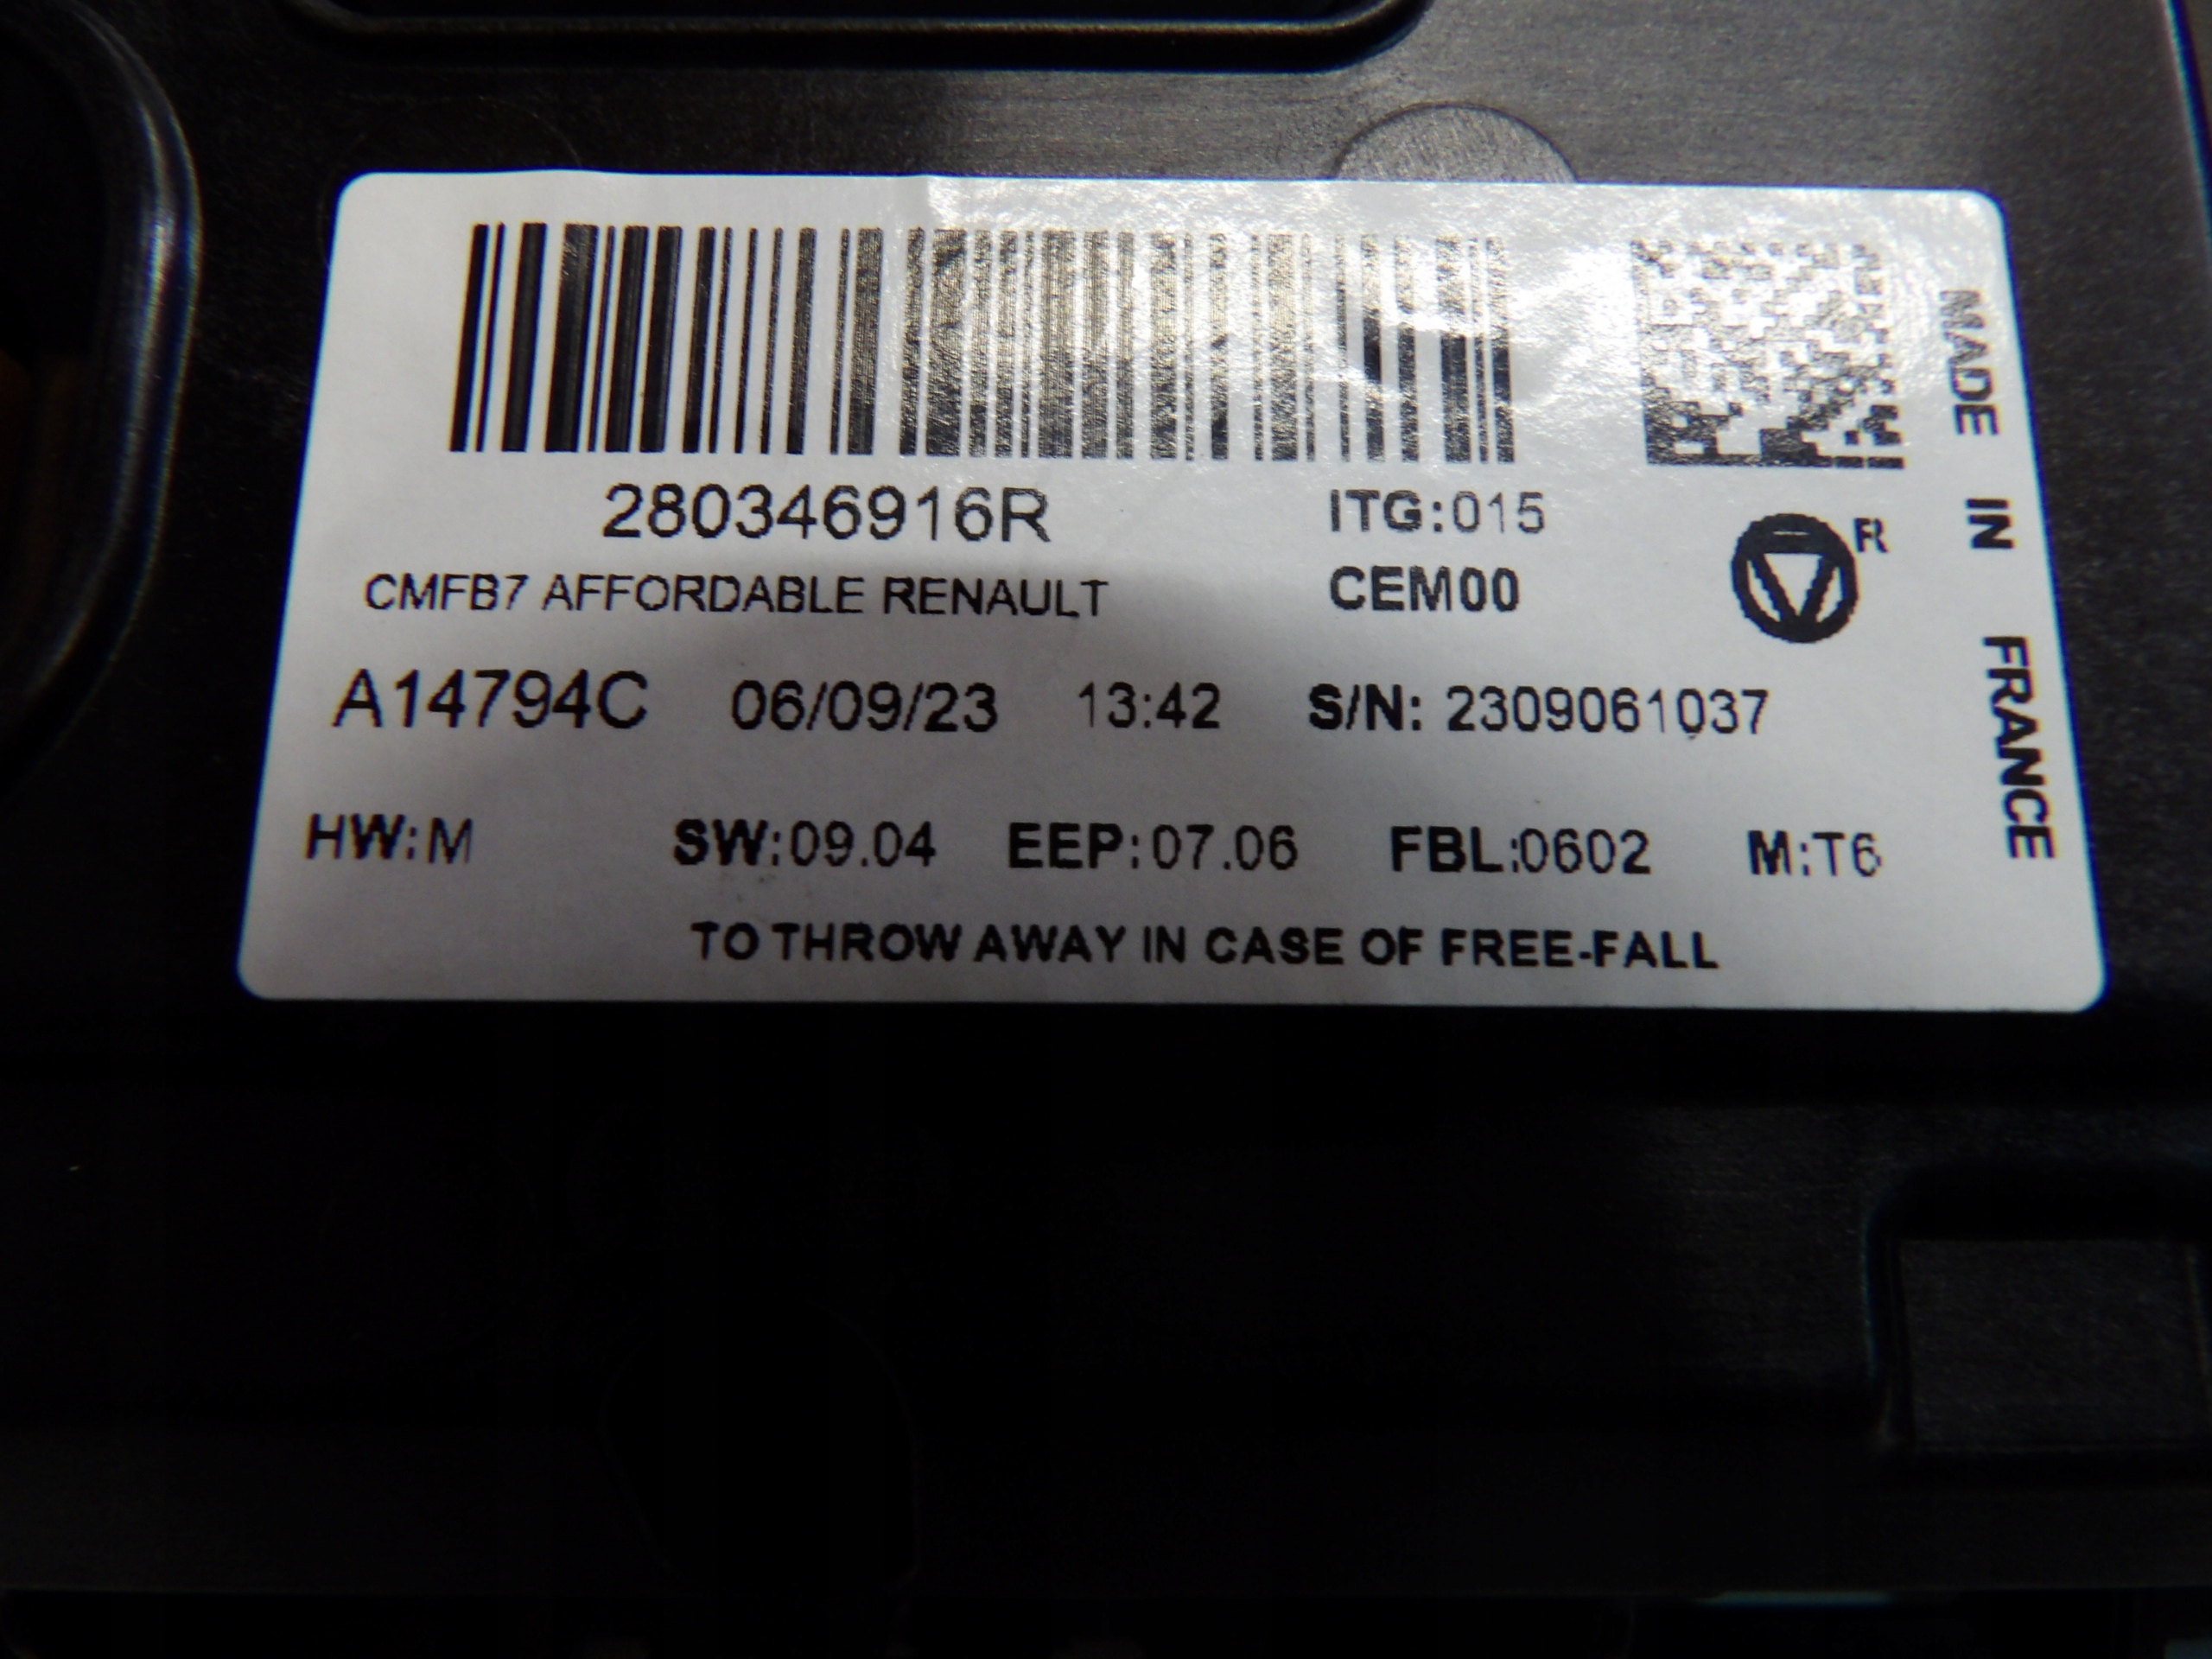 280346916R
ITG:015
CMFB7 AFFORDABLE RENAULT
CEM00
R
A14794C 06/09/23 13:42 S/N: 2309061037
HW:M SW:09.04 EEP:07.06 FBL:0602 M:T6
TO THROW AWAY IN CASE OF FREE-FALL
MADE IN FRANCE